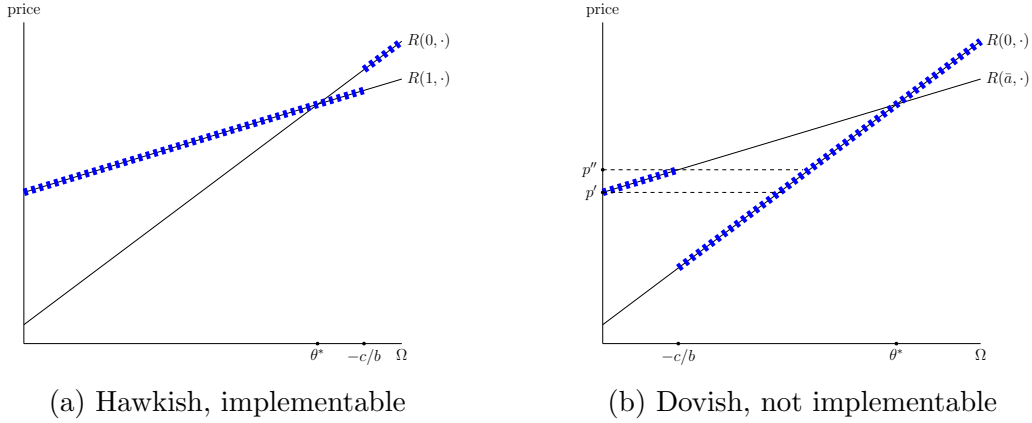 price
R(0, ·)
R(1, ·)
θ*
−c/b
Ω
(a) Hawkish, implementable
price
R(0, ·)
R(ā, ·)
p′′
p′
−c/b
θ*
Ω
(b) Dovish, not implementable